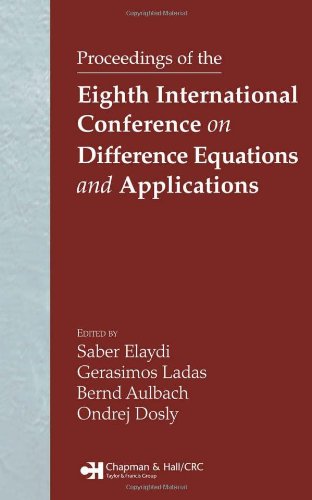 Proceedings of the
Eighth International
Conference on
Difference Equations
and Applications
EDITED BY
Saber Elaydi
Gerasimos Ladas
Bernd Aulbach
Ondrej Dosly
CH Chapman & Hall/CRC
Taylor & Francis Group